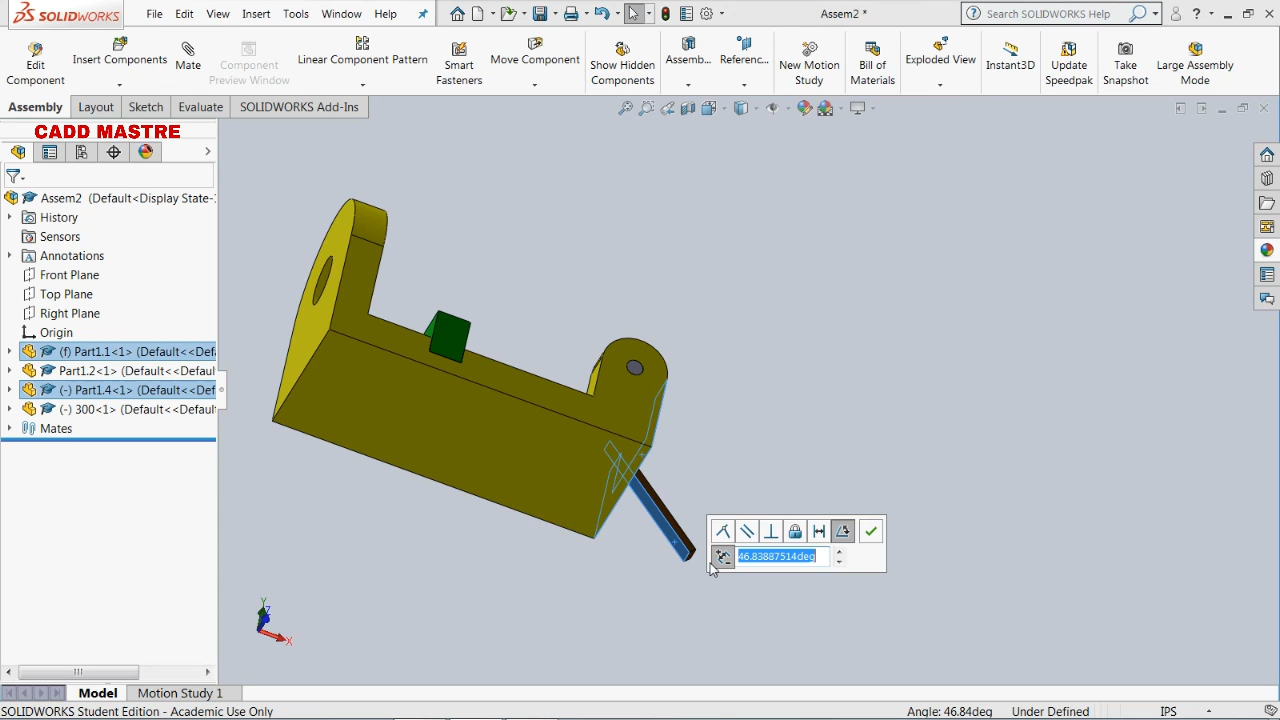 SOLIDWORKS
File Edit View Insert Tools Window Help
Assem2 *
Search SOLIDWORKS Help
Edit Component
Insert Components
Mate
Component Preview Window
Linear Component Pattern
Smart Fasteners
Move Component
Show Hidden Components
Assemb...
Referenc...
New Motion Study
Bill of Materials
Exploded View
Instant3D
Update Speedpak
Take Snapshot
Large Assembly Mode
Assembly Layout Sketch Evaluate SOLIDWORKS Add-Ins
CADD MASTRE
Assem2 (Default<Display State-
History
Sensors
Annotations
Front Plane
Top Plane
Right Plane
Origin
(f) Part1.1<1> (Default<<Def
Part1.2<1> (Default<<Defaul
(-) Part1.4<1> (Default<<Def
(-) 300<1> (Default<<Defaul
Mates
46.83887514deg
Y
Z
X
Model Motion Study 1
SOLIDWORKS Student Edition - Academic Use Only
Angle: 46.84deg Under Defined IPS